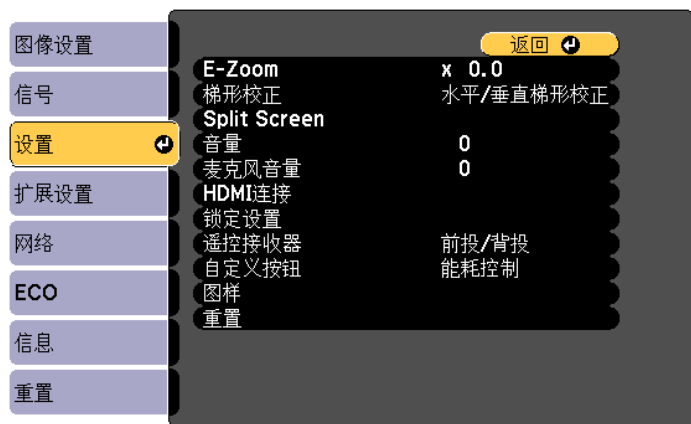 图像设置
信号
设置
扩展设置
网络
ECO
信息
重置
返回
E-Zoom x 0.0
梯形校正 水平/垂直梯形校正
Split Screen
音量 0
麦克风音量 0
HDMI连接
锁定设置
遥控接收器 前投/背投
自定义按钮 能耗控制
图样
重置